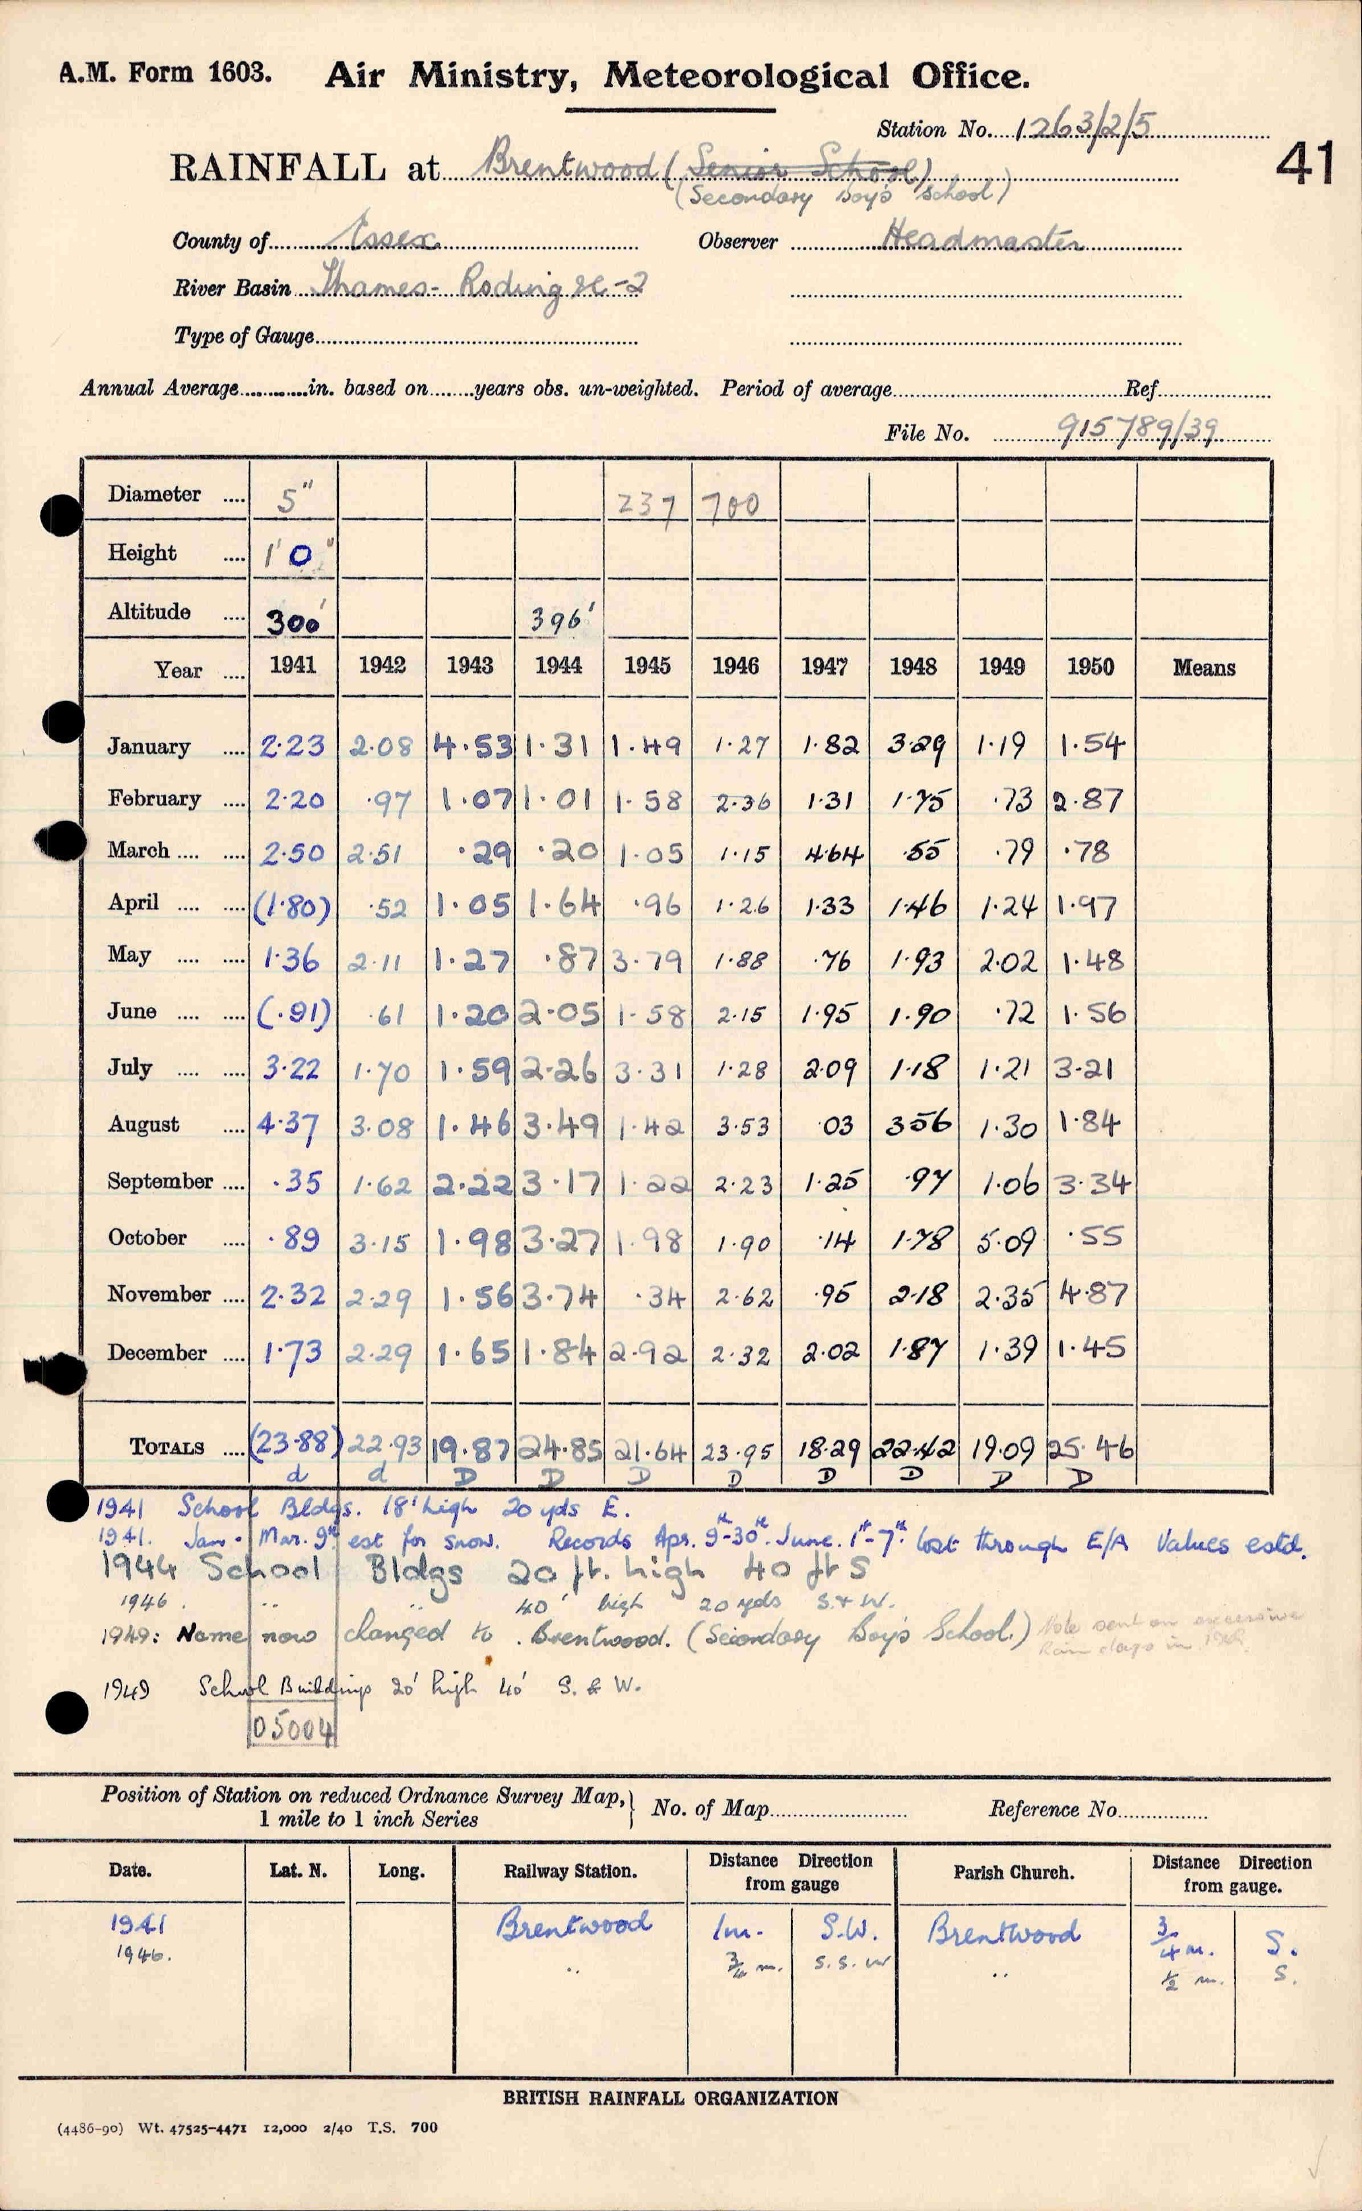 A.M. Form 1603. Air Ministry, Meteorological Office.
Station No. 1263/2/5
41
RAINFALL at Brentwood (Senior School)
(Secondary Boy's School)
County of Essex Observer Headmaster
River Basin Thames - Roding
Type of Gauge
Annual Average in. based on years obs. un-weighted. Period of average Ref
File No. 915789/39
Diameter .... 5" 237 700
Height .... 1' 0"
Altitude .... 300' 396'
Year .... 1941 1942 1943 1944 1945 1946 1947 1948 1949 1950 Means
January .... 2.23 2.08 4.53 1.31 1.49 1.27 1.82 3.29 1.19 1.54
February .... 2.20 .97 1.07 1.01 1.58 2.36 1.31 1.75 .73 2.87
March .... .... 2.50 2.51 .29 .20 1.05 1.15 4.64 .55 .79 .78
April .... .... (1.80) .52 1.05 1.64 .96 1.26 1.33 1.46 1.24 1.97
May .... .... 1.36 2.11 1.27 .87 3.79 1.88 .76 1.93 2.02 1.48
June .... .... (.91) .61 1.20 2.05 1.58 2.15 1.95 1.90 .72 1.56
July .... .... 3.22 1.70 1.59 2.26 3.31 1.28 2.09 1.18 1.21 3.21
August .... 4.37 3.08 1.46 3.49 1.42 3.53 .03 3.56 1.30 1.84
September .... .35 1.62 2.22 3.17 1.22 2.23 1.25 .97 1.06 3.34
October .... .89 3.15 1.98 3.27 1.98 1.90 .14 1.78 5.09 .55
November .... 2.32 2.29 1.56 3.74 .34 2.62 .95 2.18 2.35 4.87
December .... 1.73 2.29 1.65 1.84 2.92 2.32 2.02 1.87 1.39 1.45
TOTALS .... (23.88) 22.93 19.87 24.85 21.64 23.95 18.29 22.42 19.09 25.46
d d D D D D D D D D
1941 School Bldgs. 18' high 20 yds E.
1941. Jan - Mar. 9th est for snow. Records Apr. 9th-30th. June. 1st-7th. lost through E/A Values estd.
1944 School Bldgs 20 ft. high 40 ft S
1946 .. .. 40' high 20 yds S. & W.
1949: Name now changed to Brentwood. (Secondary Boy's School) Note sent on excessive
Rain days in 1949.
1949 School Buildings 20' high 40' S. & W.
05004
Position of Station on reduced Ordnance Survey Map,} No. of Map Reference No.
1 mile to 1 inch Series
Date. Lat. N. Long. Railway Station. Distance Direction from gauge Parish Church. Distance Direction from gauge.
1941 Brentwood 1m. S.W. Brentwood 3/4 m. S.
1946. .. 3/4 m. S.S.W .. 1/2 m. S.
BRITISH RAINFALL ORGANIZATION
(4486-90) Wt. 47525-4471 12,000 2/40 T.S. 700